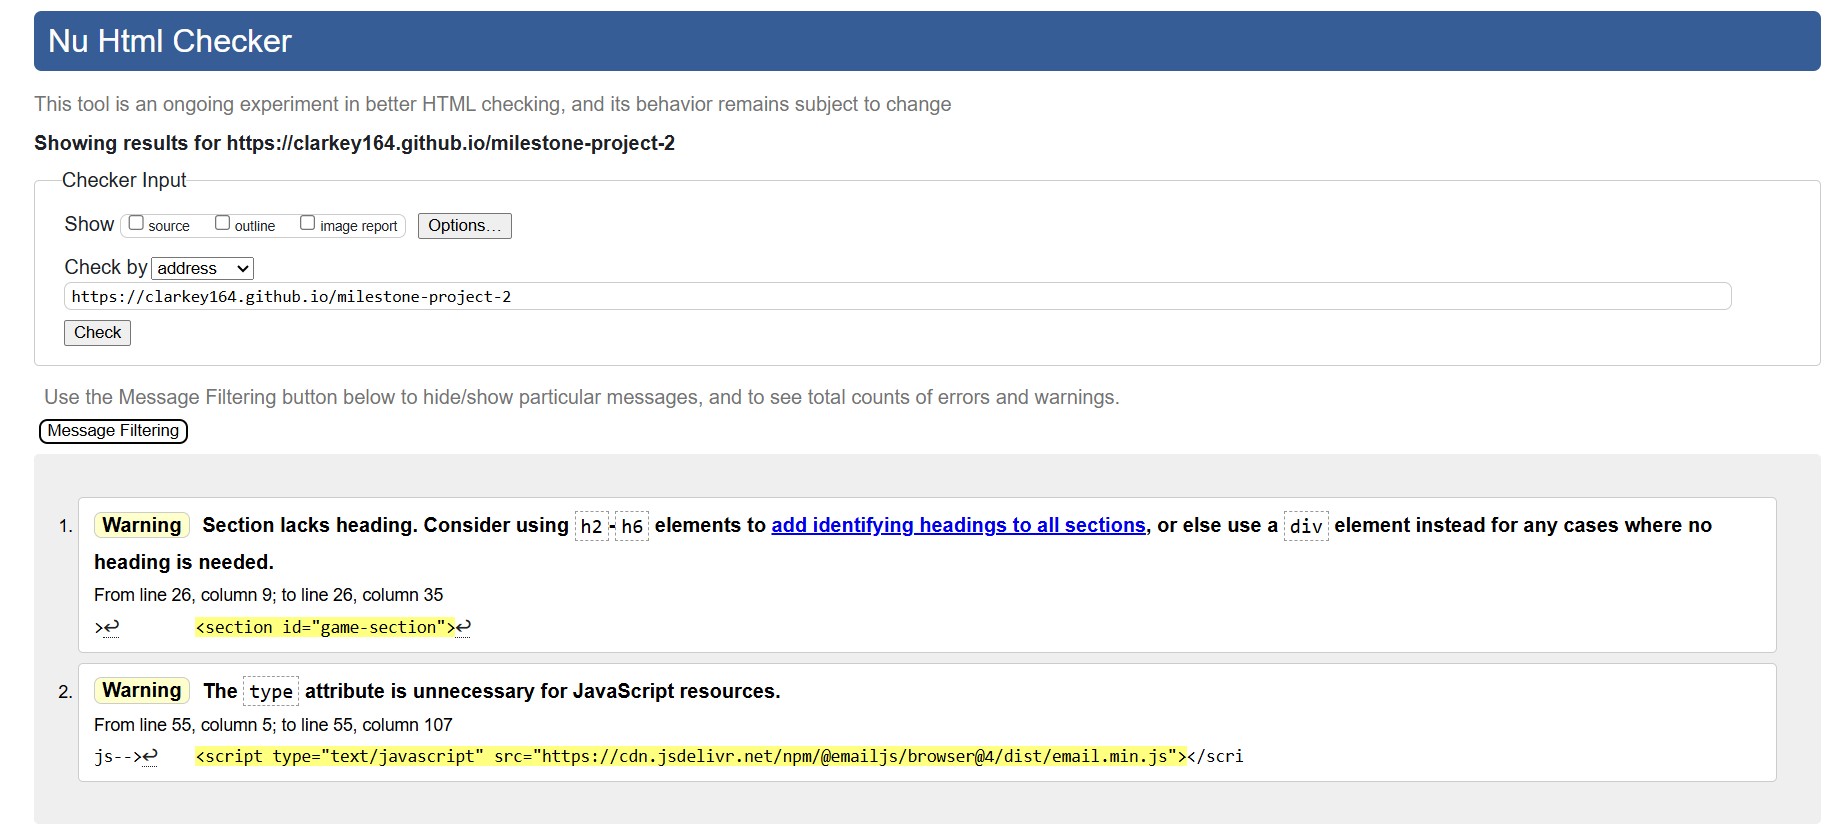 Nu Html Checker
This tool is an ongoing experiment in better HTML checking, and its behavior remains subject to change
Showing results for https://clarkey164.github.io/milestone-project-2
Checker Input
Show source outline image report Options...
Check by address
https://clarkey164.github.io/milestone-project-2
Check
Use the Message Filtering button below to hide/show particular messages, and to see total counts of errors and warnings.
Message Filtering
1. Warning Section lacks heading. Consider using h2-h6 elements to add identifying headings to all sections, or else use a div element instead for any cases where no
heading is needed.
From line 26, column 9; to line 26, column 35
>↩ <section id="game-section">↩
2. Warning The type attribute is unnecessary for JavaScript resources.
From line 55, column 5; to line 55, column 107
js-->↩ <script type="text/javascript" src="https://cdn.jsdelivr.net/npm/@emailjs/browser@4/dist/email.min.js"></scri